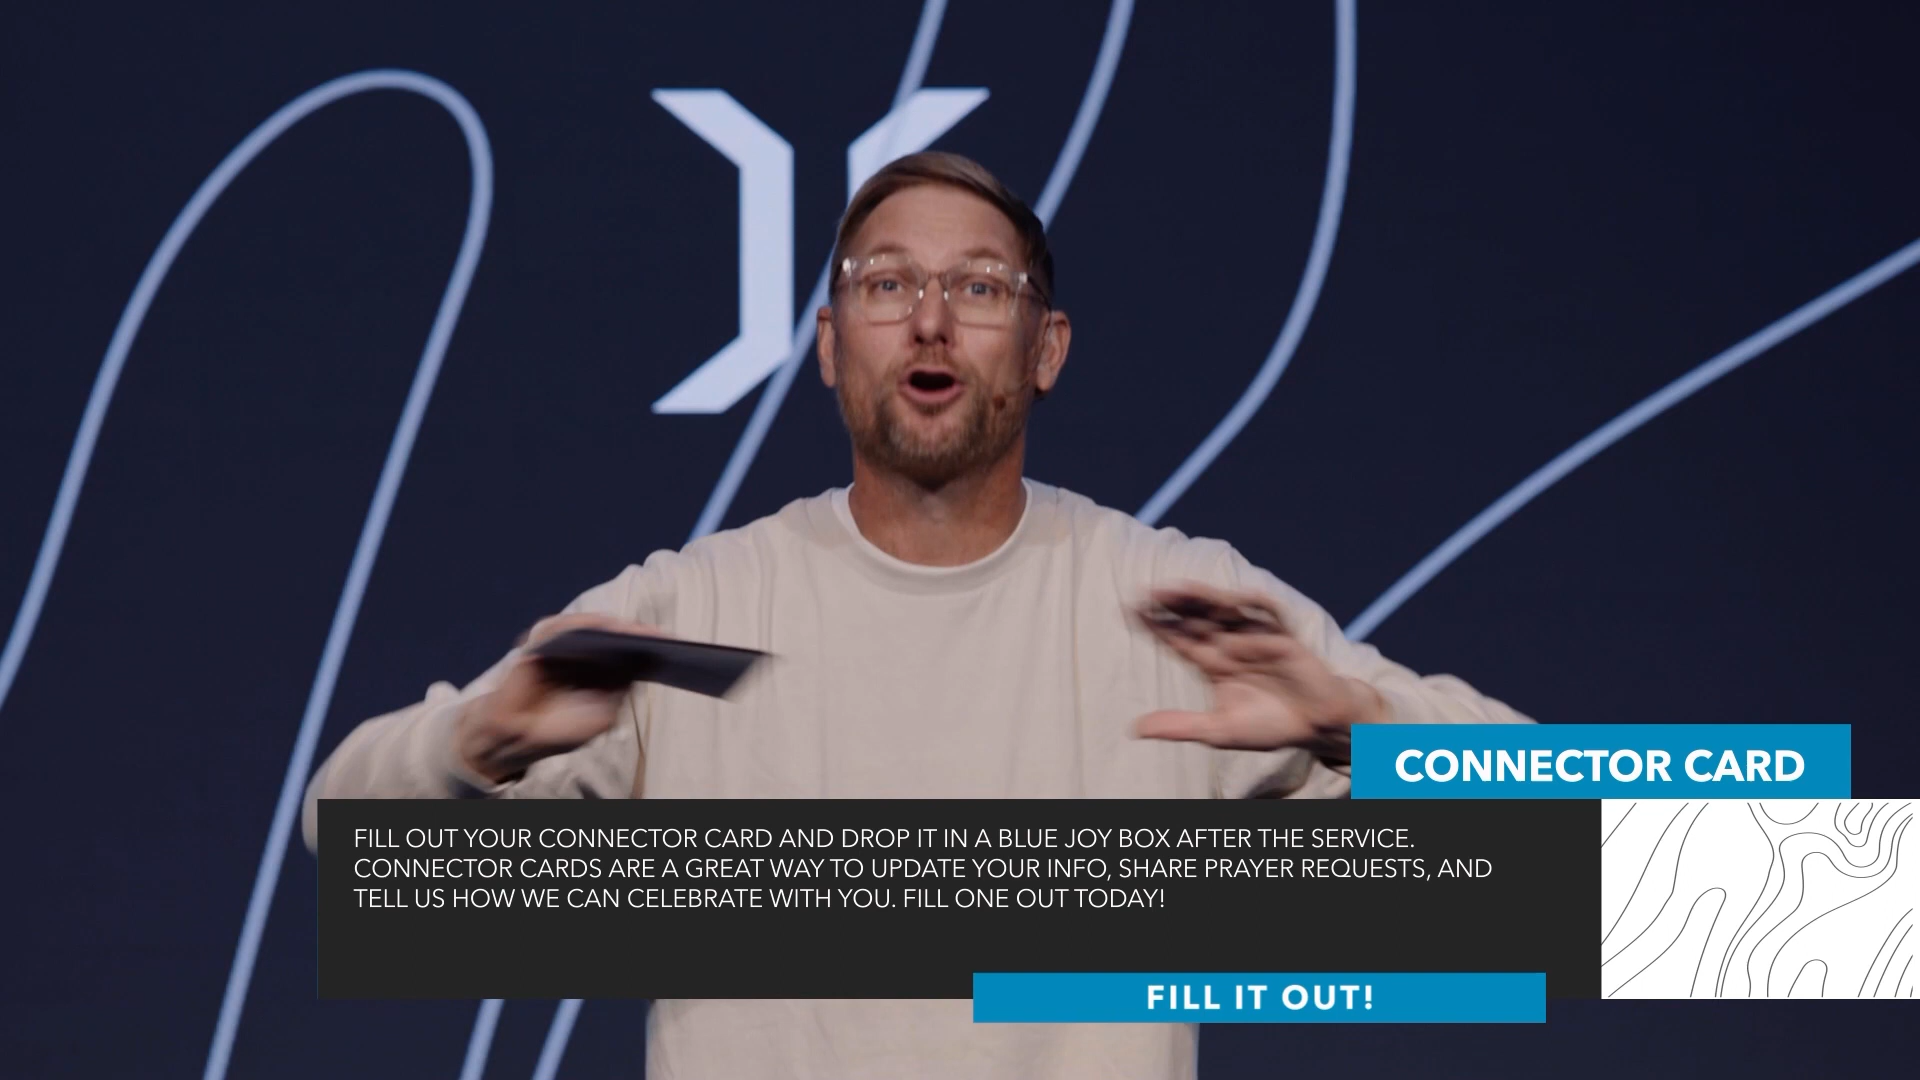 CONNECTOR CARD
FILL OUT YOUR CONNECTOR CARD AND DROP IT IN A BLUE JOY BOX AFTER THE SERVICE.
CONNECTOR CARDS ARE A GREAT WAY TO UPDATE YOUR INFO, SHARE PRAYER REQUESTS, AND
TELL US HOW WE CAN CELEBRATE WITH YOU. FILL ONE OUT TODAY!
FILL IT OUT!